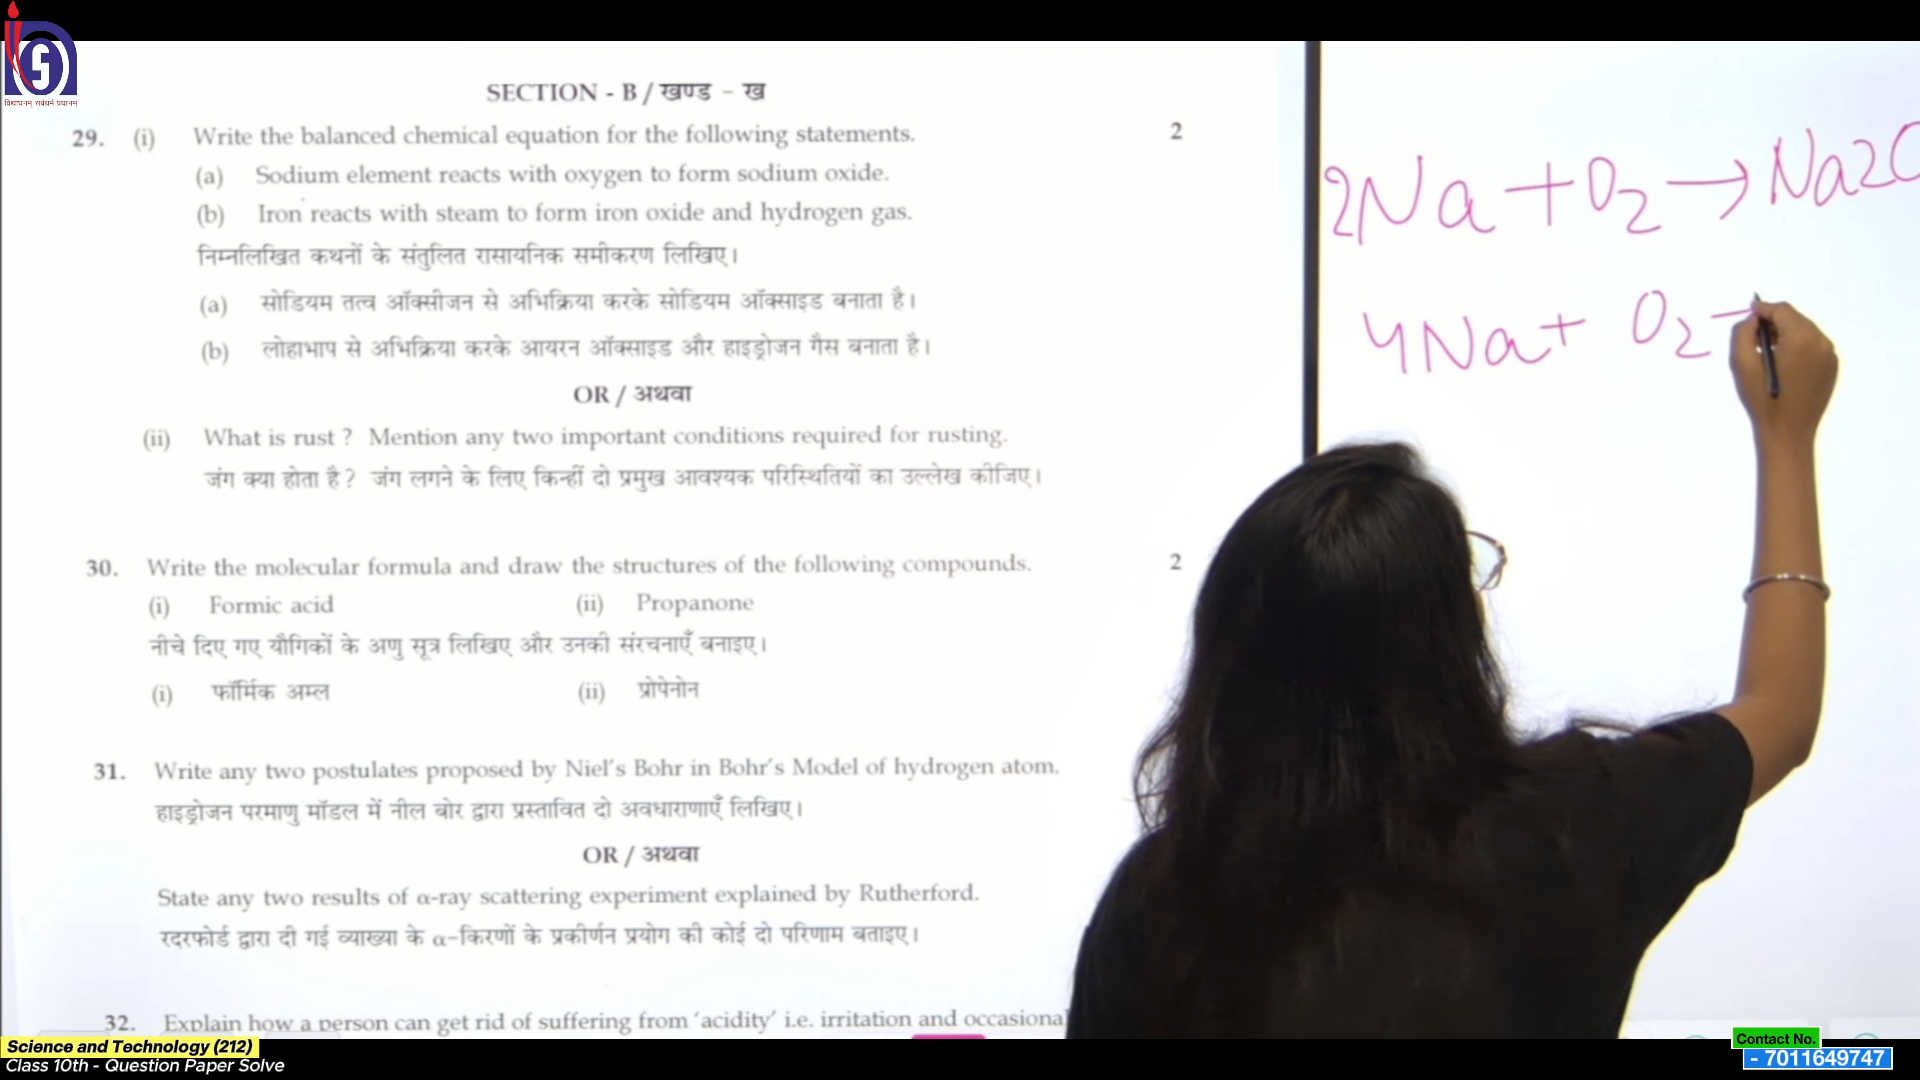 S
विद्याधनम् सर्वधर्म प्रधानम्
SECTION - B / खण्ड - ख
29. (i) Write the balanced chemical equation for the following statements. 2
(a) Sodium element reacts with oxygen to form sodium oxide.
(b) Iron reacts with steam to form iron oxide and hydrogen gas.
निम्नलिखित कथनों के संतुलित रासायनिक समीकरण लिखिए।
(a) सोडियम तत्व ऑक्सीजन से अभिक्रिया करके सोडियम ऑक्साइड बनाता है।
(b) लोहाभाप से अभिक्रिया करके आयरन ऑक्साइड और हाइड्रोजन गैस बनाता है।
OR / अथवा
(ii) What is rust ? Mention any two important conditions required for rusting.
जंग क्या होता है ? जंग लगने के लिए किन्हीं दो प्रमुख आवश्यक परिस्थितियों का उल्लेख कीजिए।
30. Write the molecular formula and draw the structures of the following compounds. 2
(i) Formic acid (ii) Propanone
नीचे दिए गए यौगिकों के अणु सूत्र लिखिए और उनकी संरचनाएँ बनाइए।
(i) फॉर्मिक अम्ल (ii) प्रोपेनोन
31. Write any two postulates proposed by Niel's Bohr in Bohr's Model of hydrogen atom.
हाइड्रोजन परमाणु मॉडल में नील बोर द्वारा प्रस्तावित दो अवधाराणाएँ लिखिए।
OR / अथवा
State any two results of α-ray scattering experiment explained by Rutherford.
रदरफोर्ड द्वारा दी गई व्याख्या के α-किरणों के प्रकीर्णन प्रयोग की कोई दो परिणाम बताइए।
32. Explain how a person can get rid of suffering from 'acidity' i.e. irritation and occasional
2Na + O2 → Na2O
4Na + O2 →
Science and Technology (212)
Class 10th - Question Paper Solve
Contact No.
- 7011649747